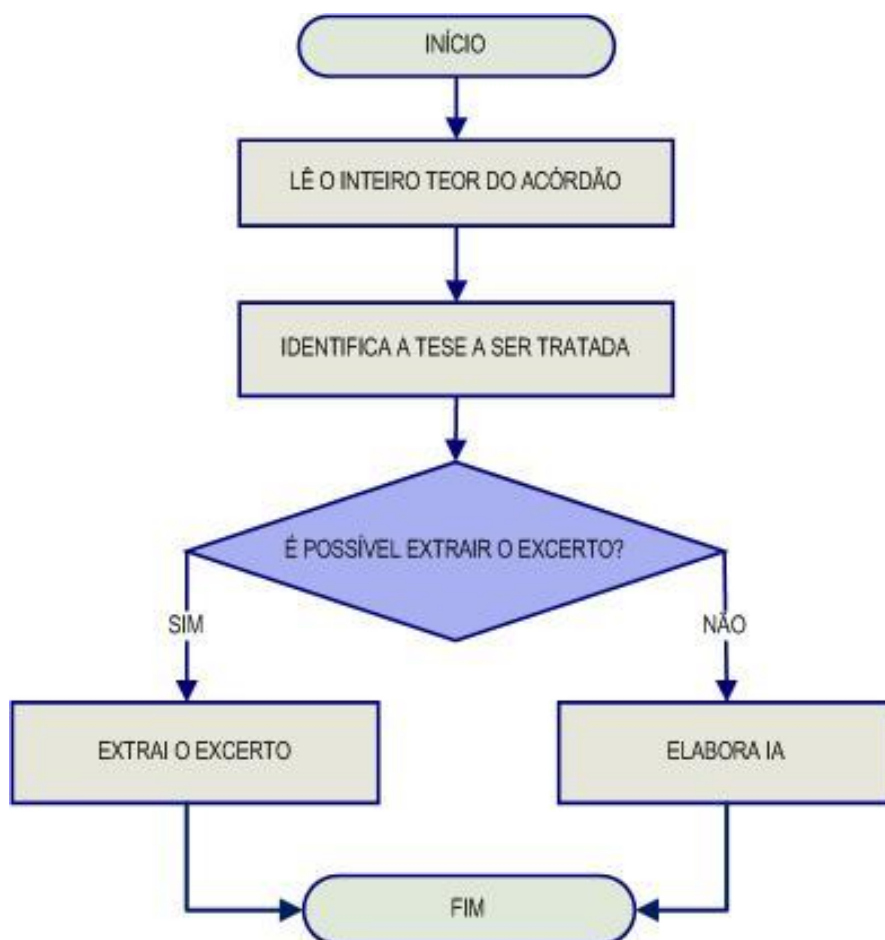 INÍCIO
LÊ O INTEIRO TEOR DO ACÓRDÃO
IDENTIFICA A TESE A SER TRATADA
É POSSÍVEL EXTRAIR O EXCERTO?
SIM
NÃO
EXTRAI O EXCERTO
ELABORA IA
FIM